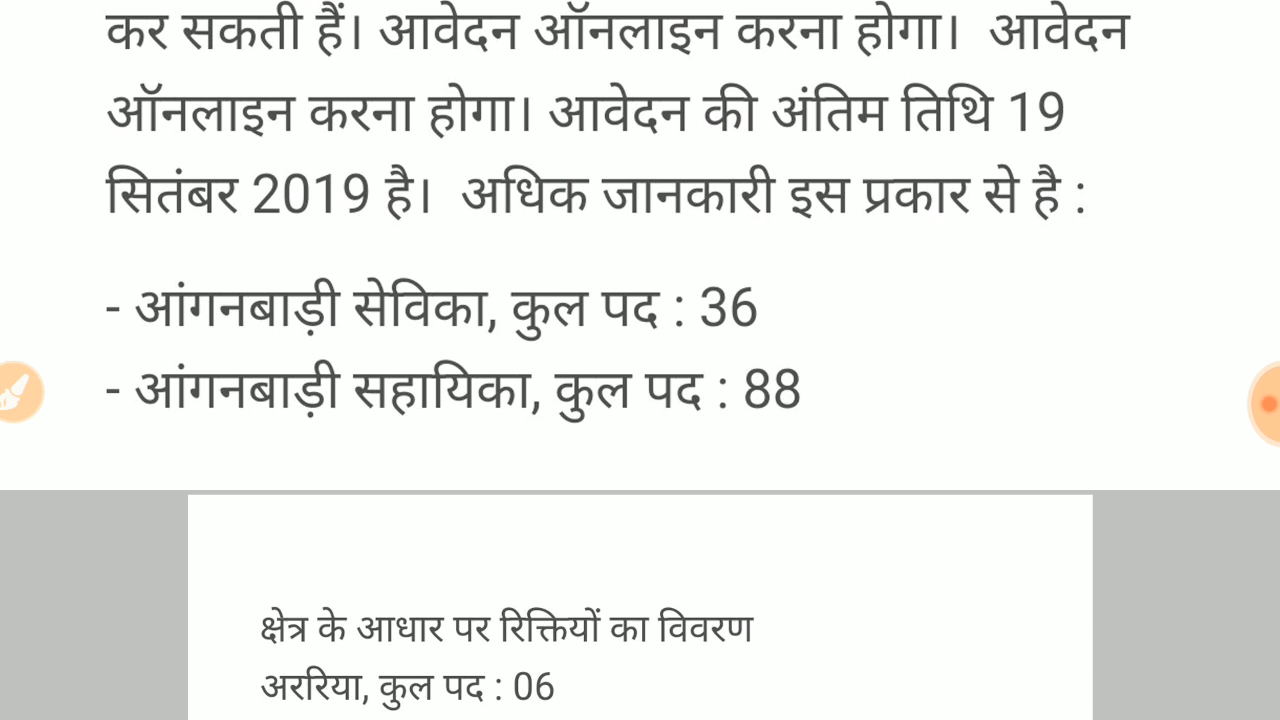 कर सकती हैं। आवेदन ऑनलाइन करना होगा। आवेदन
ऑनलाइन करना होगा। आवेदन की अंतिम तिथि 19
सितंबर 2019 है। अधिक जानकारी इस प्रकार से है :
- आंगनबाड़ी सेविका, कुल पद : 36
- आंगनबाड़ी सहायिका, कुल पद : 88
क्षेत्र के आधार पर रिक्तियों का विवरण
अररिया, कुल पद : 06